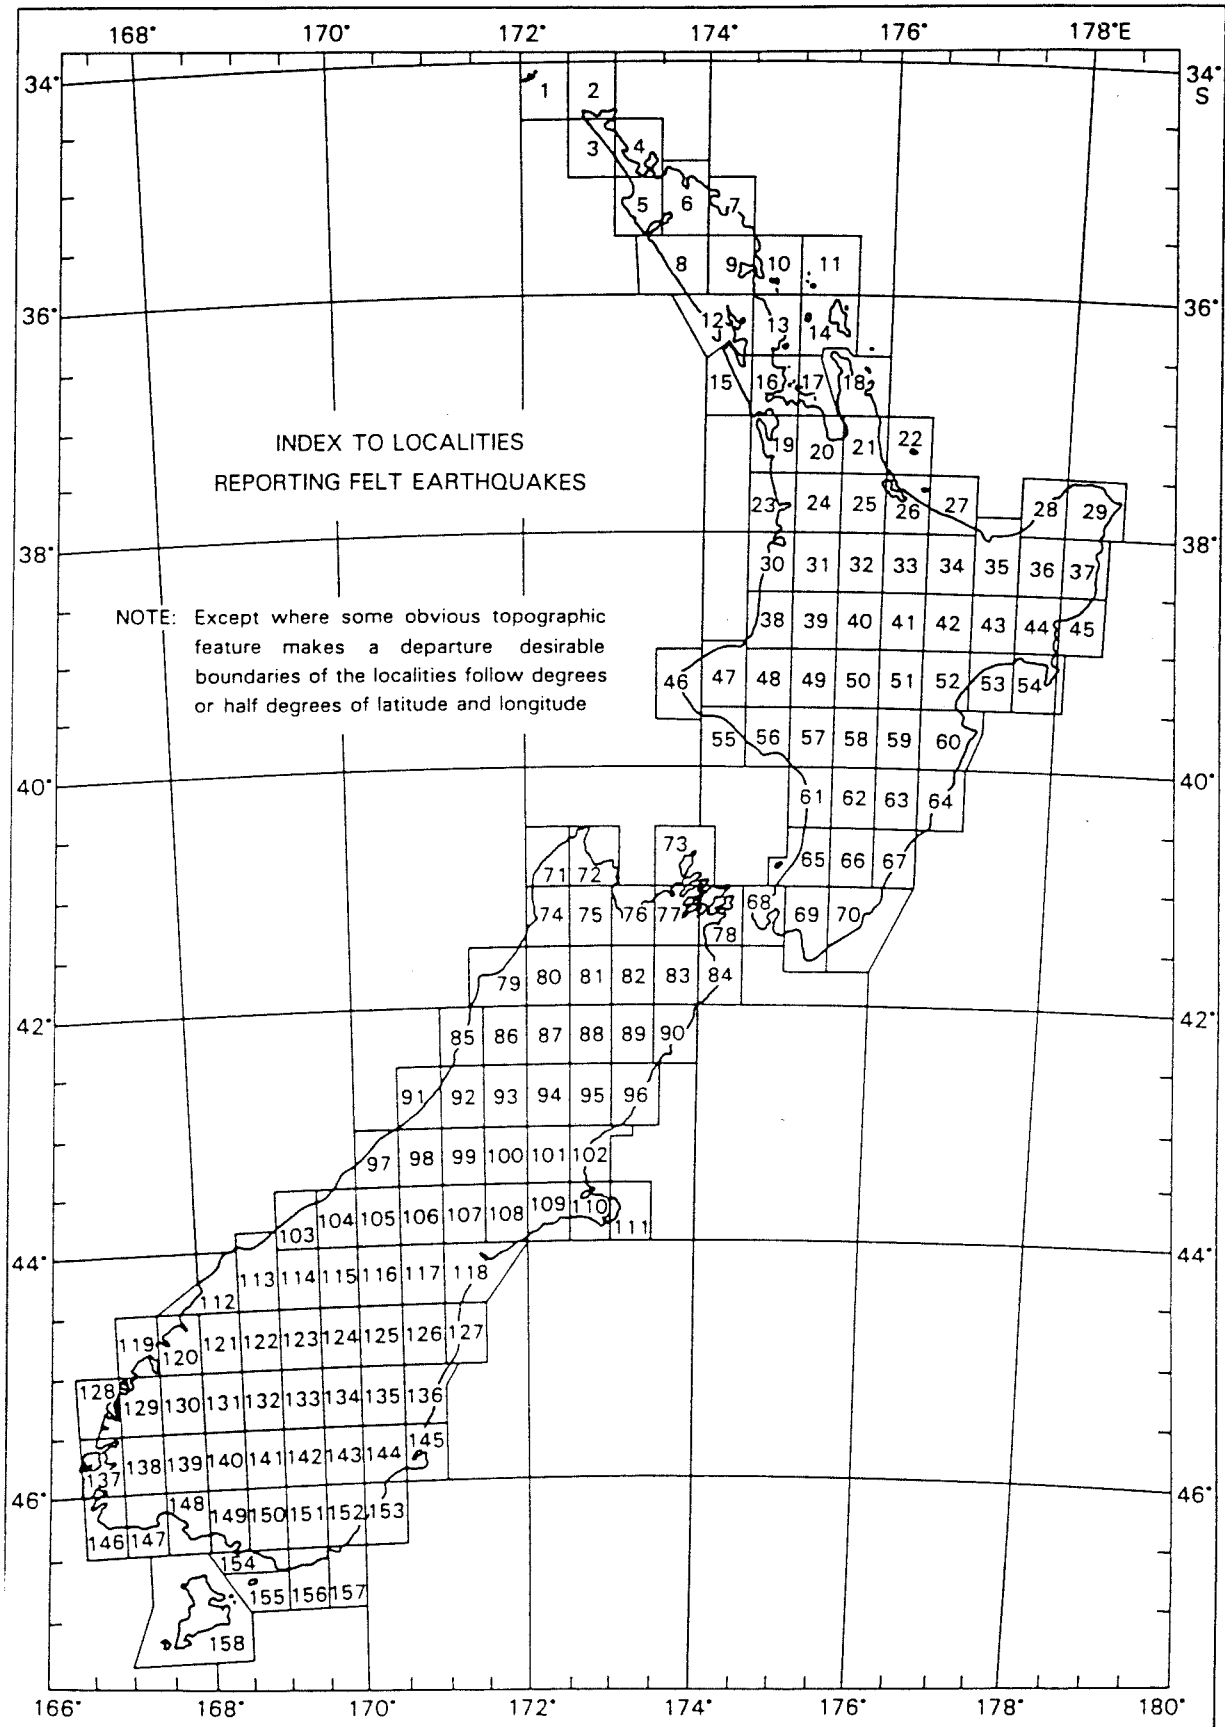 168° 170° 172° 174° 176° 178°E
34° 34°
S
1 2
3 4
5 6 7
8 9 10 11
36° 36°
12 13 14
15 16 17 18
INDEX TO LOCALITIES
REPORTING FELT EARTHQUAKES
19 20 21 22
23 24 25 26 27 28 29
38° 38°
30 31 32 33 34 35 36 37
NOTE: Except where some obvious topographic
feature makes a departure desirable
boundaries of the localities follow degrees
or half degrees of latitude and longitude
38 39 40 41 42 43 44 45
46 47 48 49 50 51 52 53 54
55 56 57 58 59 60
40° 40°
61 62 63 64
73 65 66 67
71 72
74 75 76 77 78 68 69 70
79 80 81 82 83 84
42° 42°
85 86 87 88 89 90
91 92 93 94 95 96
97 98 99 100 101 102
103 104 105 106 107 108 109 110 111
44° 44°
112 113 114 115 116 117 118
119 120 121 122 123 124 125 126 127
128 129 130 131 132 133 134 135 136
137 138 139 140 141 142 143 144 145
46° 46°
146 147 148 149 150 151 152 153
154
155 156 157
158
166° 168° 170° 172° 174° 176° 178° 180°